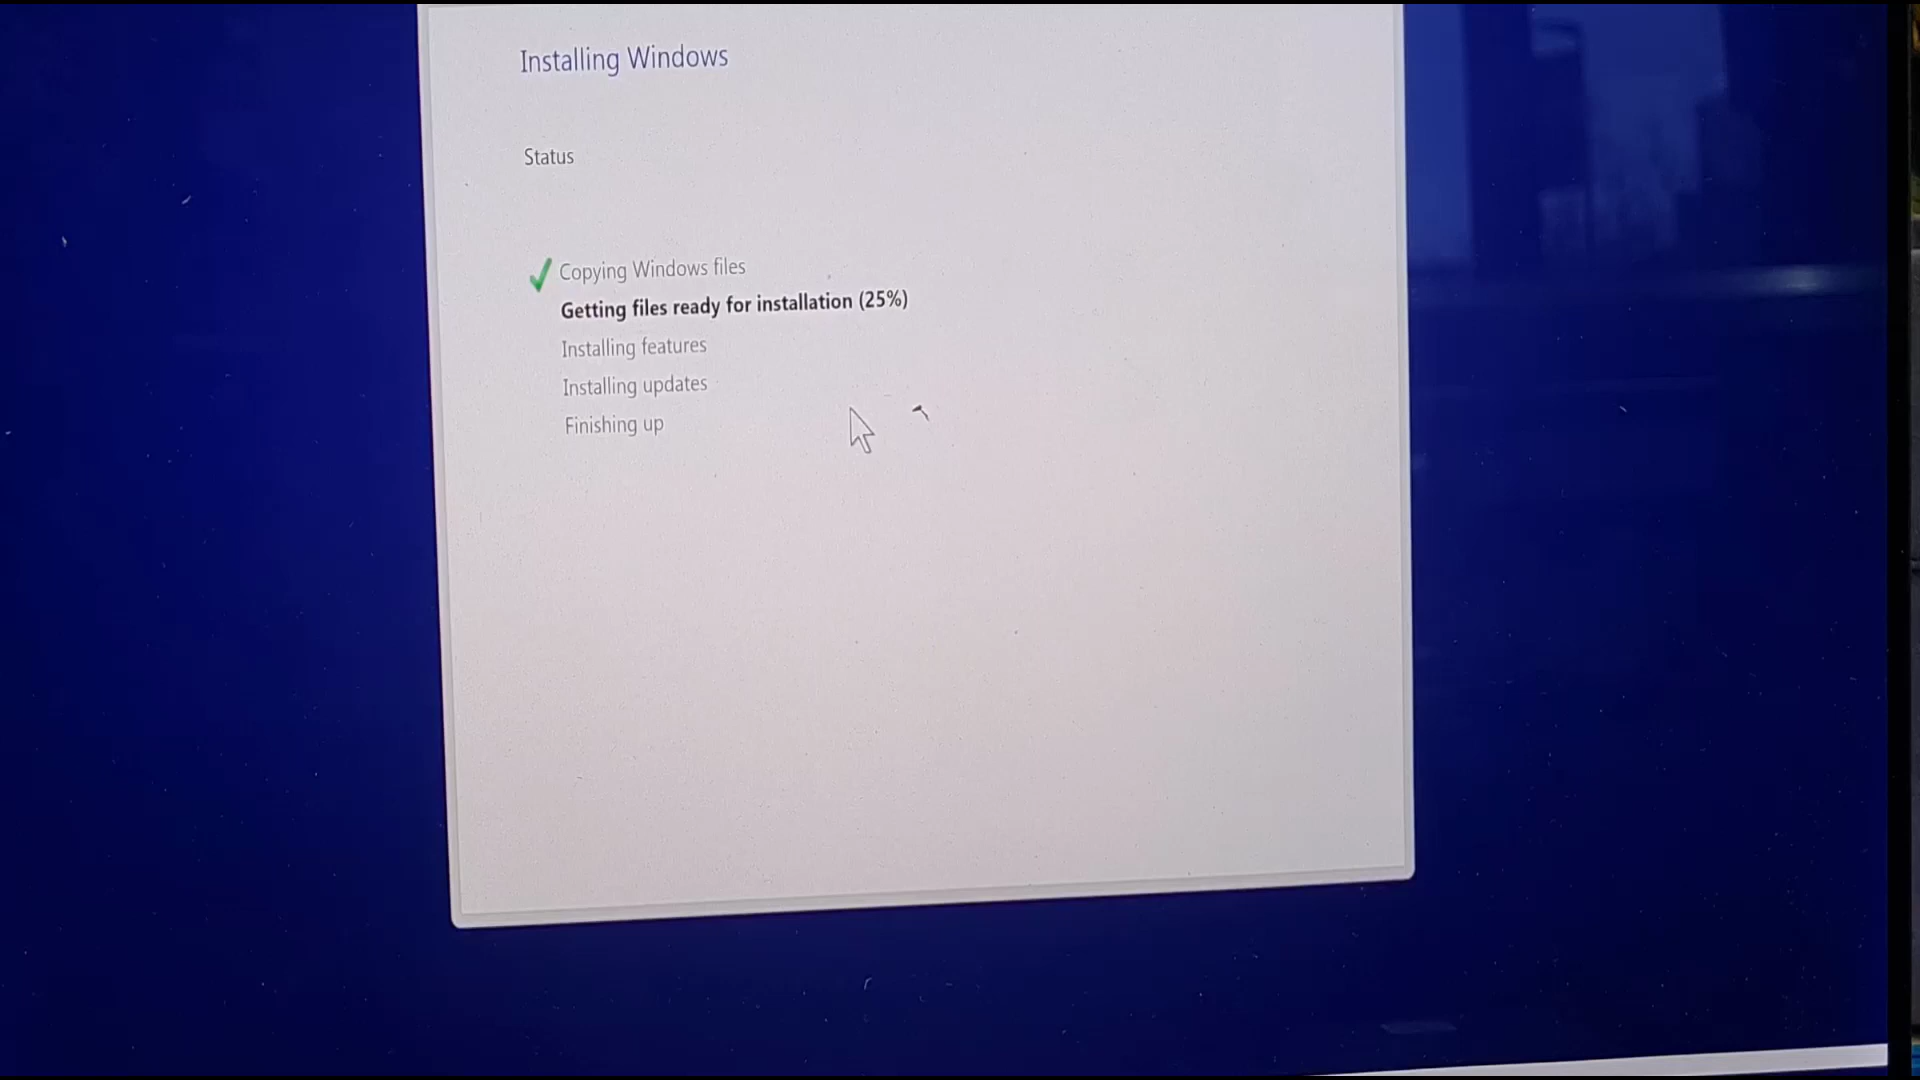 Installing Windows
Status
Copying Windows files
Getting files ready for installation (25%)
Installing features
Installing updates
Finishing up